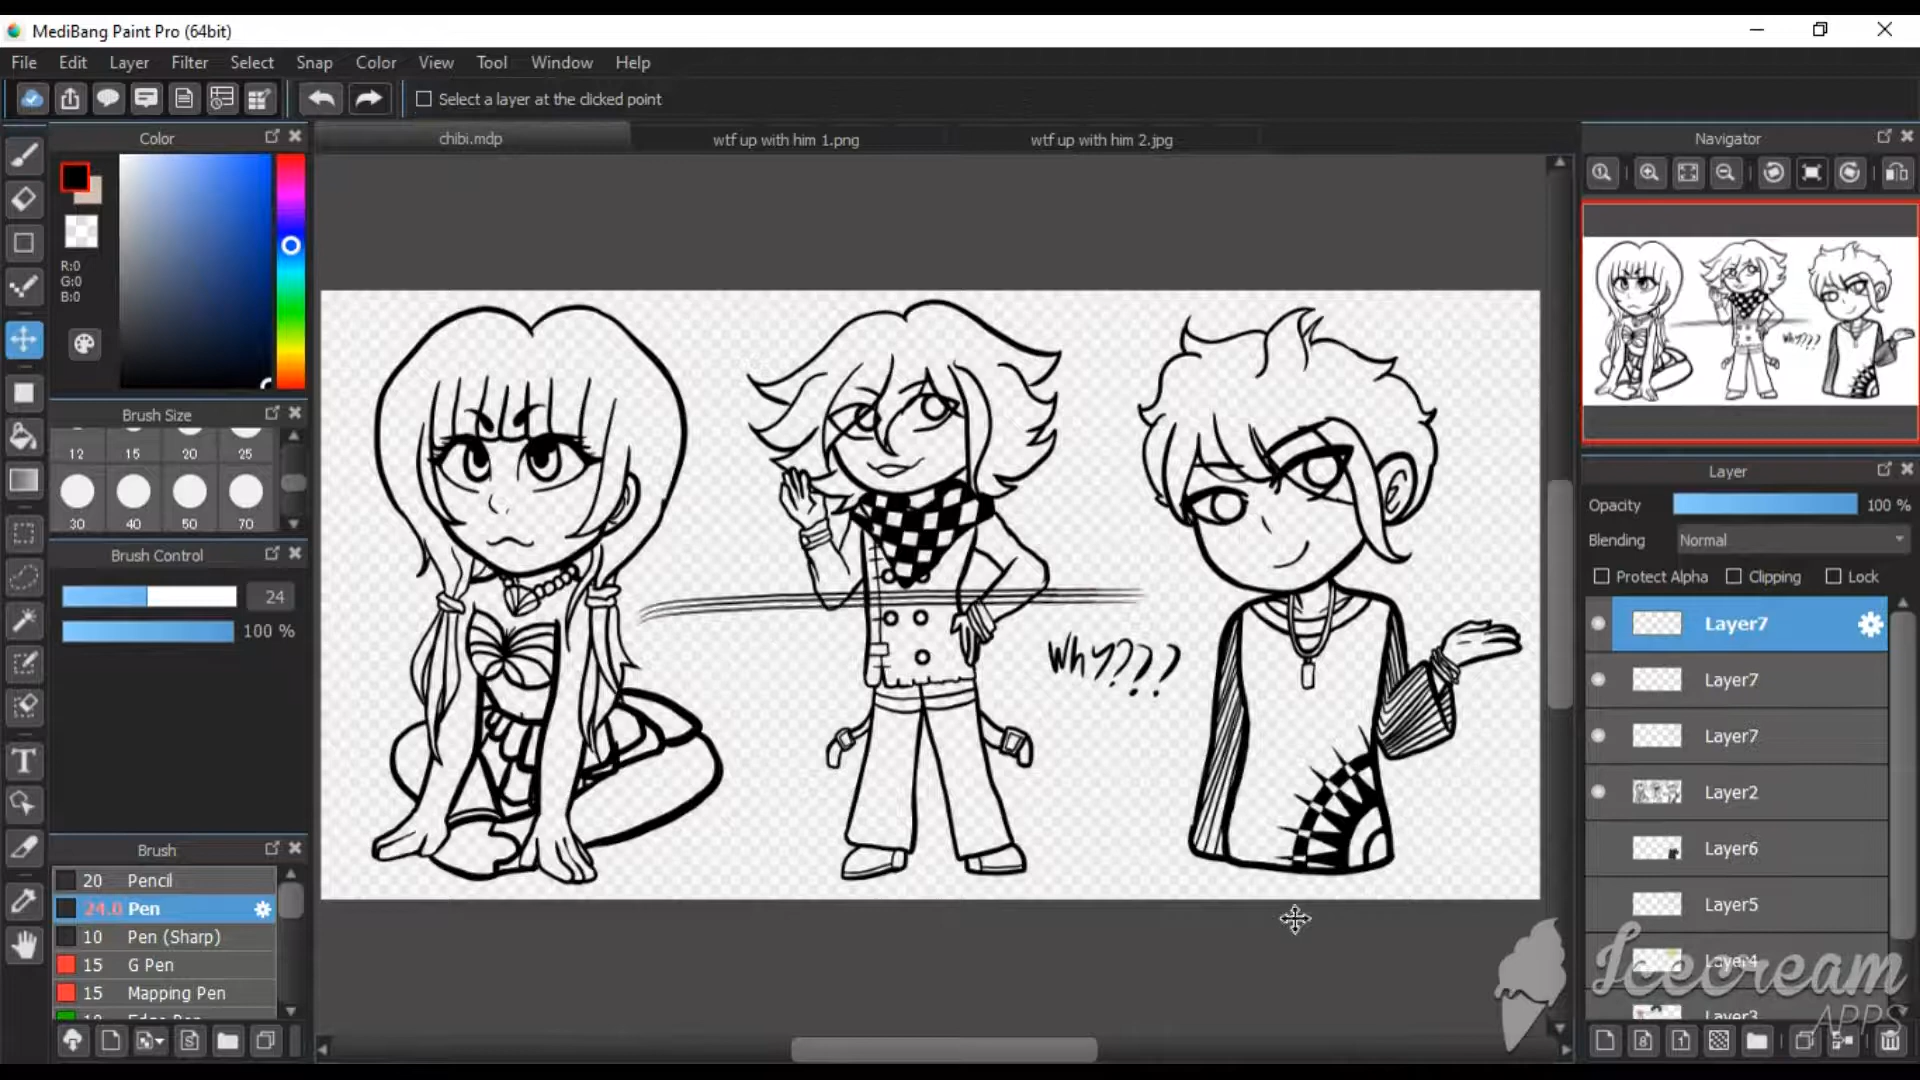 MediBang Paint Pro (64bit)
File Edit Layer Filter Select Snap Color View Tool Window Help
Select a layer at the clicked point
Color
chibi.mdp
wtf up with him 1.png
wtf up with him 2.jpg
Navigator
R:0
G:0
B:0
Brush Size
12 15 20 25
30 40 50 70
Brush Control
24
100 %
Brush
20 Pencil
24.0 Pen
10 Pen (Sharp)
15 G Pen
15 Mapping Pen
Why????
Layer
Opacity 100 %
Blending Normal
Protect Alpha Clipping Lock
Layer7
Layer7
Layer7
Layer2
Layer6
Layer5
Layer4
Layer3
Icecream
APPS